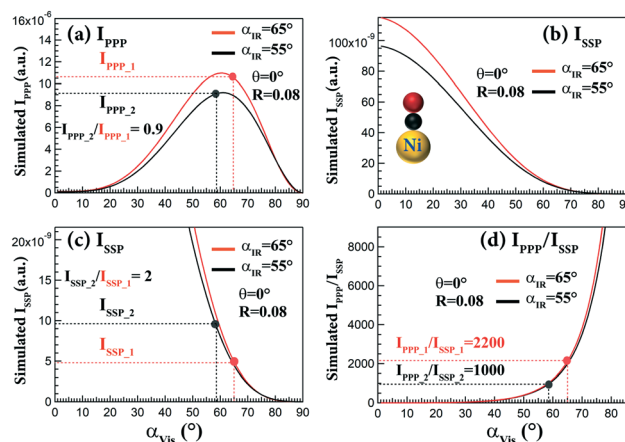 16x10⁻⁶
14
12
10
8
6
4
2
0
Simulated I_PPP(a.u.)
(a) I_PPP
α_IR=65°
α_IR=55°
I_PPP_1
θ=0°
R=0.08
I_PPP_2
I_PPP_2/I_PPP_1= 0.9
0 10 20 30 40 50 60 70 80 90
100x10⁻⁹
80
60
40
20
0
Simulated I_SSP(a.u.)
(b) I_SSP
α_IR=65°
θ=0°
R=0.08
α_IR=55°
Ni
0 10 20 30 40 50 60 70 80
20x10⁻⁹
15
10
5
0
Simulated I_SSP(a.u.)
(c) I_SSP
α_IR=65°
α_IR=55°
I_SSP_2/I_SSP_1= 2
θ=0°
R=0.08
I_SSP_2
I_SSP_1
0 10 20 30 40 50 60 70 80 90
α_Vis (°)
8000
6000
4000
2000
0
Simulated I_PPP/I_SSP
(d) I_PPP/I_SSP
θ=0°
R=0.08
α_IR=65°
α_IR=55°
I_PPP_1/I_SSP_1=2200
I_PPP_2/I_SSP_2=1000
0 10 20 30 40 50 60 70 80
α_Vis (°)